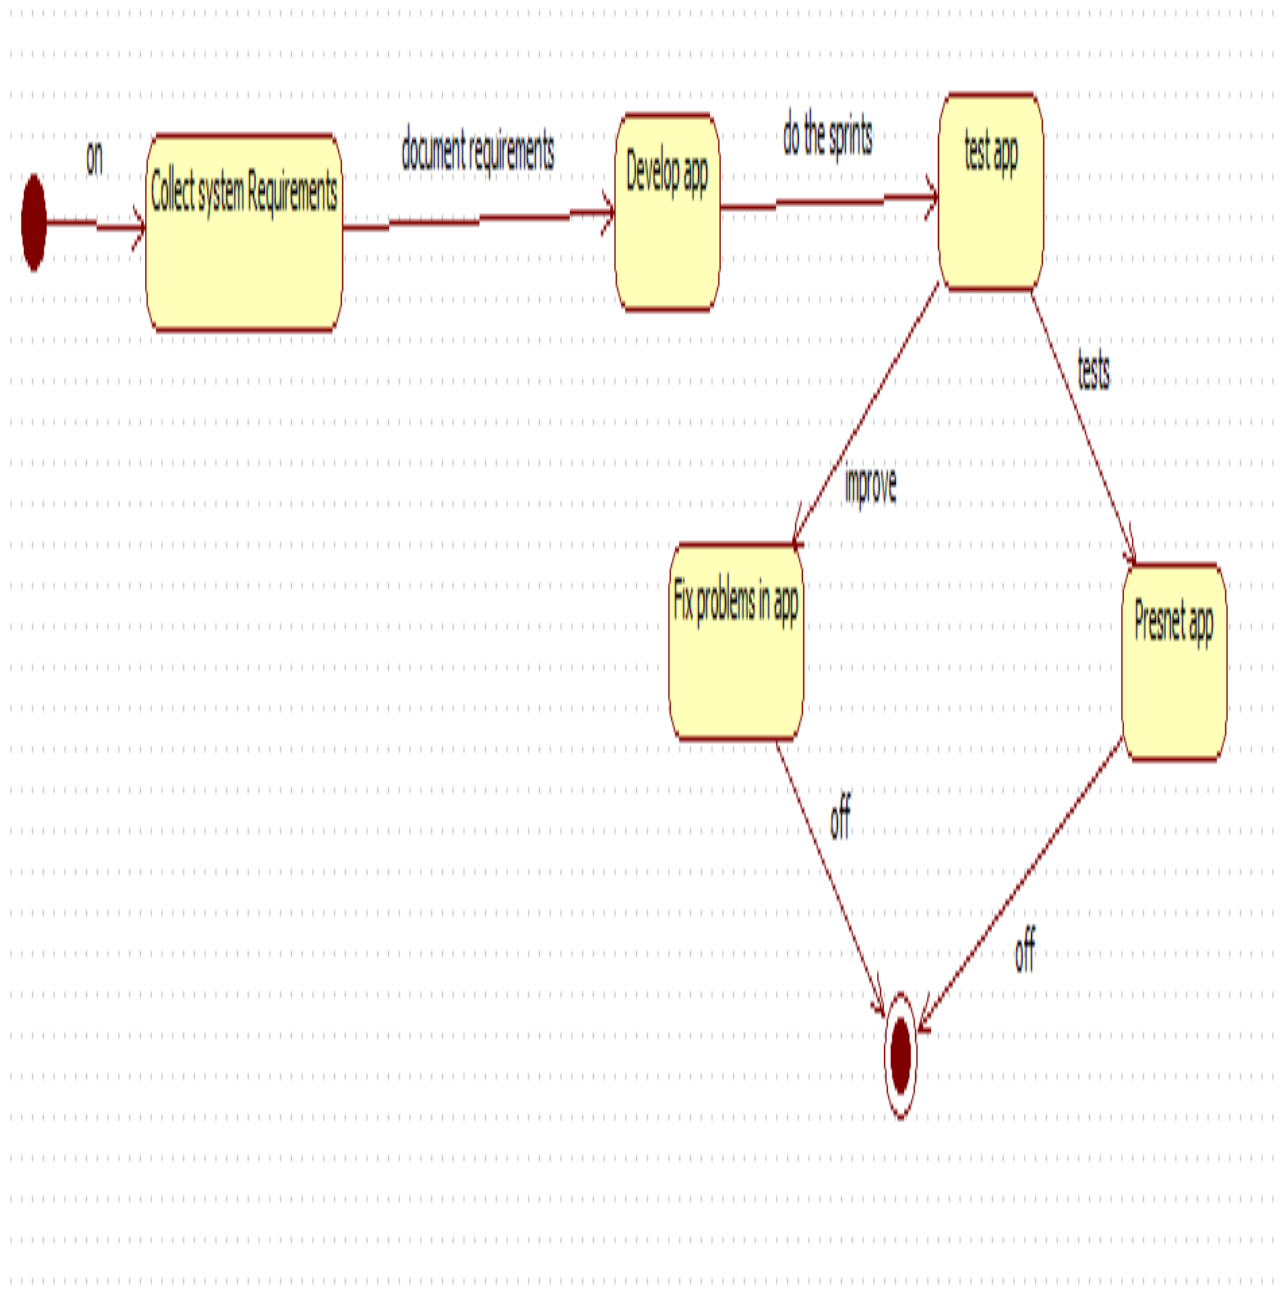 on
Collect system Requirements
document requirements
Develop app
do the sprints
test app
tests
improve
Fix problems in app
Presnet app
off
off